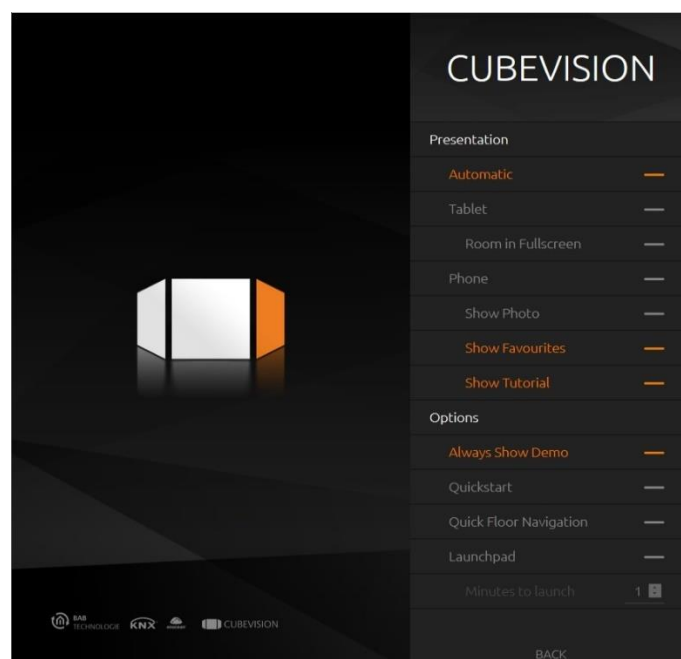 CUBEVISION
Presentation
Automatic
Tablet
Room in Fullscreen
Phone
Show Photo
Show Favourites
Show Tutorial
Options
Always Show Demo
Quickstart
Quick Floor Navigation
Launchpad
Minutes to launch 1
BACK
BAB
TECHNOLOGIE KNX CUBEVISION